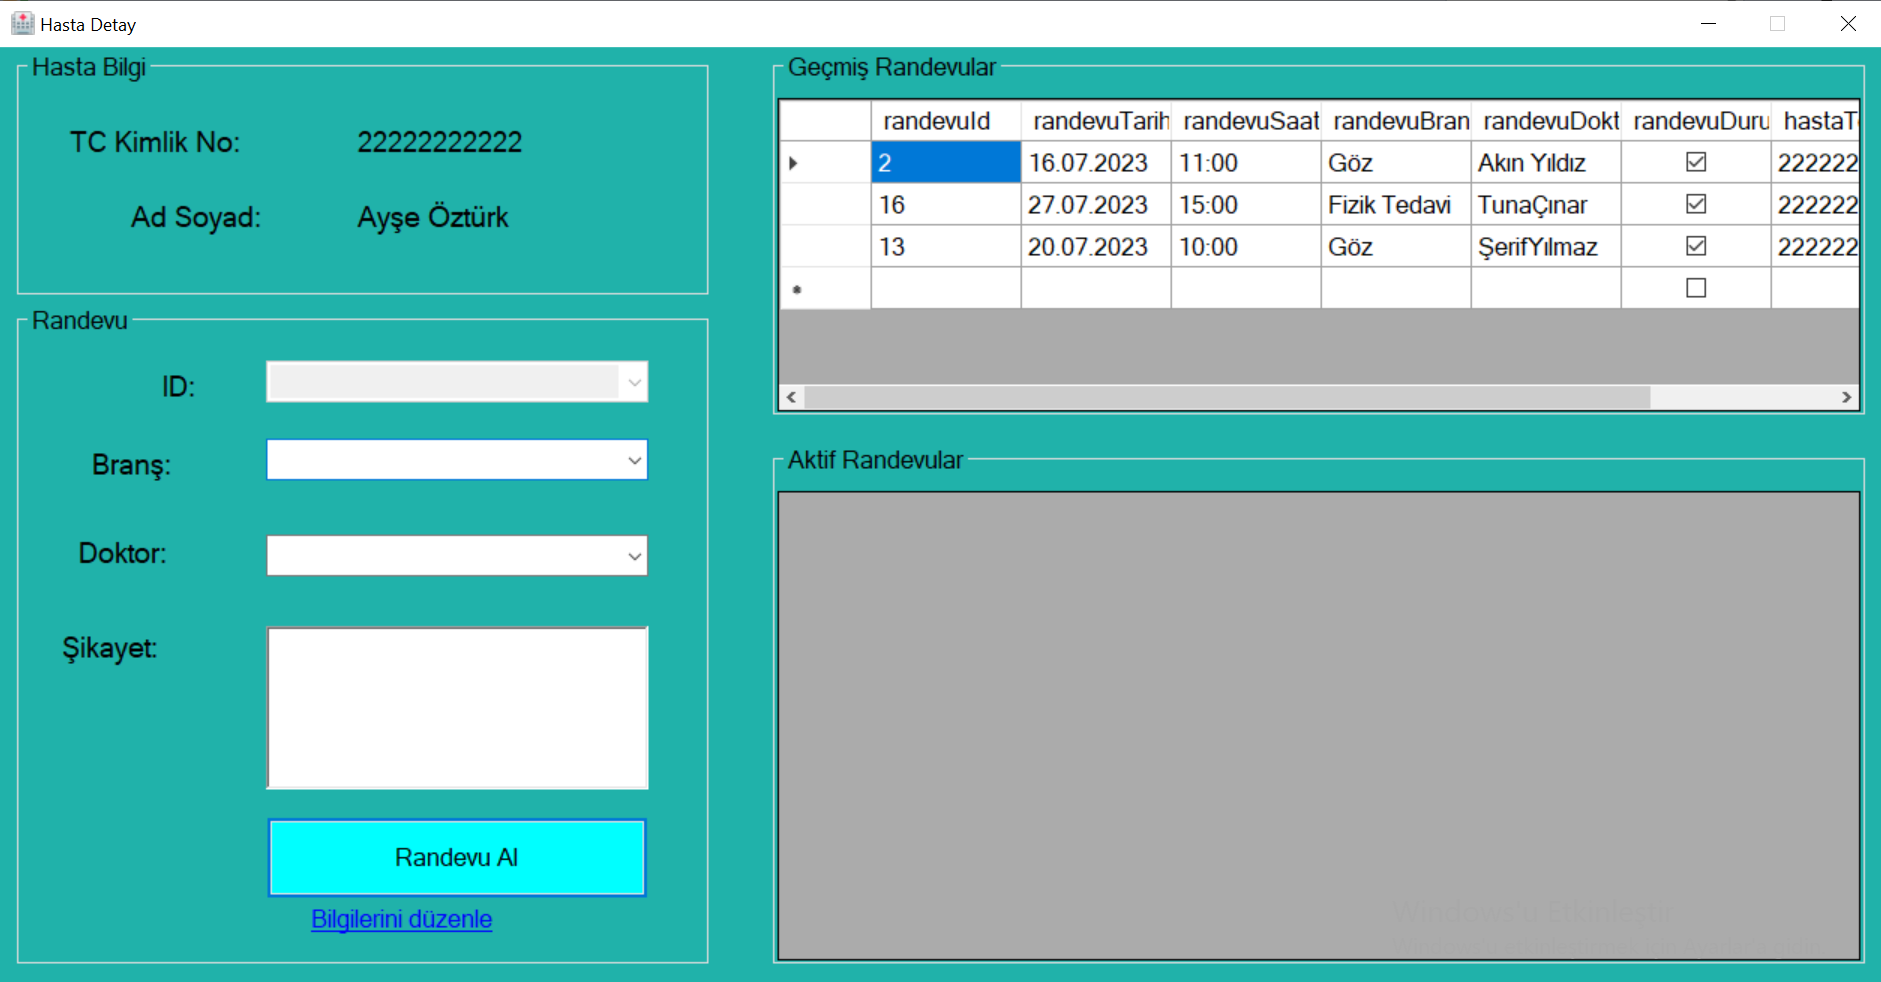 Hasta Detay
Hasta Bilgi
TC Kimlik No: 22222222222
Ad Soyad: Ayşe Öztürk
Randevu
ID:
Branş:
Doktor:
Şikayet:
Randevu Al
Bilgilerini düzenle
Geçmiş Randevular
randevuId randevuTarih randevuSaat randevuBran randevuDokt randevuDuru hastaT
2 16.07.2023 11:00 Göz Akın Yıldız 222222
16 27.07.2023 15:00 Fizik Tedavi TunaÇınar 222222
13 20.07.2023 10:00 Göz ŞerifYılmaz 222222
Aktif Randevular
Windows'u Etkinleştir